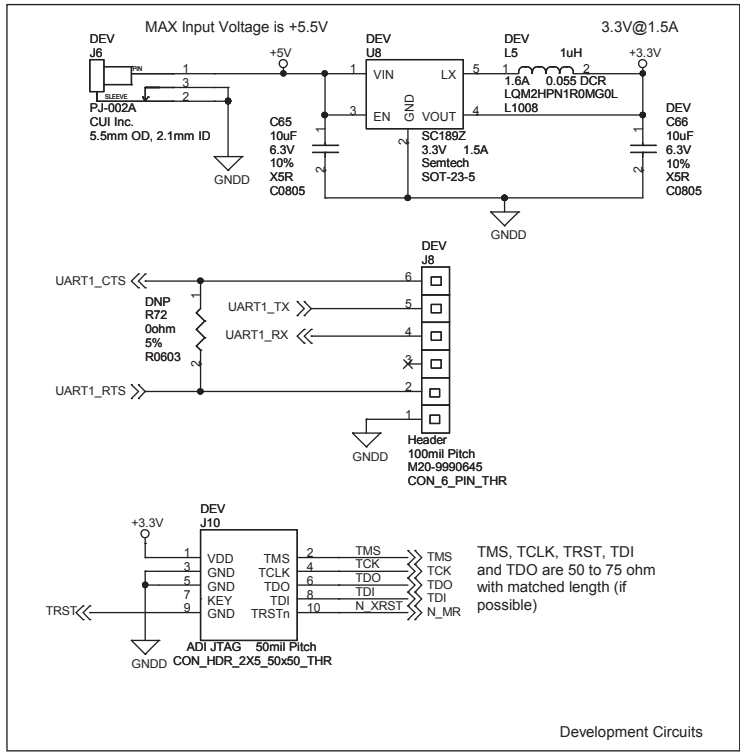 MAX Input Voltage is +5.5V
3.3V@1.5A
DEV
J6
PIN
1
3
2
SLEEVE
PJ-002A
CUI Inc.
5.5mm OD, 2.1mm ID
GNDD
+5V
C65
10uF
6.3V
10%
X5R
C0805
1
2
DEV
U8
1 VIN
LX 5
3 EN
GND
VOUT 4
2
SC189Z
3.3V 1.5A
Semtech
SOT-23-5
DEV
L5 1uH
1 2
1.6A 0.055 DCR
LQM2HPN1R0MG0L
L1008
+3.3V
DEV
C66
10uF
6.3V
10%
X5R
C0805
1
2
GNDD
DEV
J8
UART1_CTS
6
UART1_TX
5
UART1_RX
4
3
UART1_RTS
2
1
DNP
R72
0ohm
5%
R0603
1
2
GNDD
Header
100mil Pitch
M20-9990645
CON_6_PIN_THR
DEV
J10
+3.3V
1 VDD TMS 2 TMS TMS
3 GND TCLK 4 TCK TCK
5 GND TDO 6 TDO TDO
7 KEY TDI 8 TDI TDI
TRST 9 GND TRSTn 10 N_XRST N_MR
GNDD
ADI JTAG 50mil Pitch
CON_HDR_2X5_50x50_THR
TMS, TCLK, TRST, TDI
and TDO are 50 to 75 ohm
with matched length (if
possible)
Development Circuits